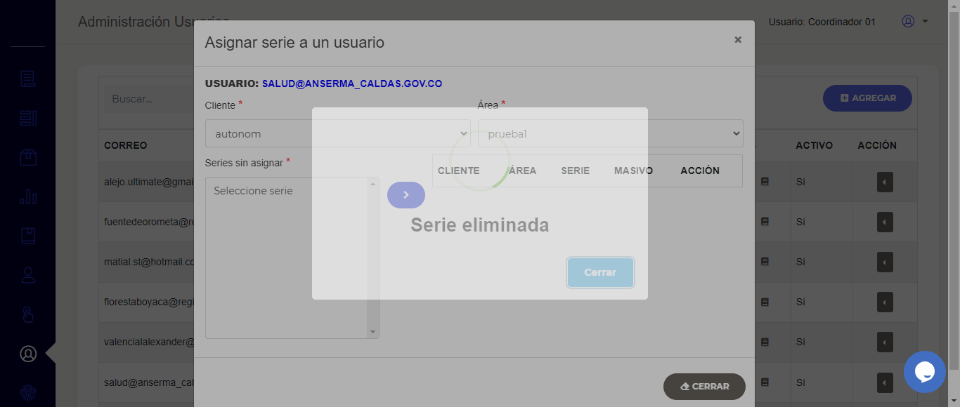 Administración Usuarios
Usuario: Coordinador 01
Asignar serie a un usuario
×
USUARIO: SALUD@ANSERMA_CALDAS.GOV.CO
Cliente *
Área *
autonom
prueba1
Series sin asignar *
Seleccione serie
CLIENTE ÁREA SERIE MASIVO ACCIÓN
Serie eliminada
Cerrar
CERRAR
Buscar...
AGREGAR
CORREO ACTIVO ACCIÓN
alejo.ultimate@gmai
Si
fuentedeorometa@re
Si
matial.st@hotmail.co
Si
florestaboyaca@regi
Si
valencialalexander@
Si
salud@anserma_cal
Si